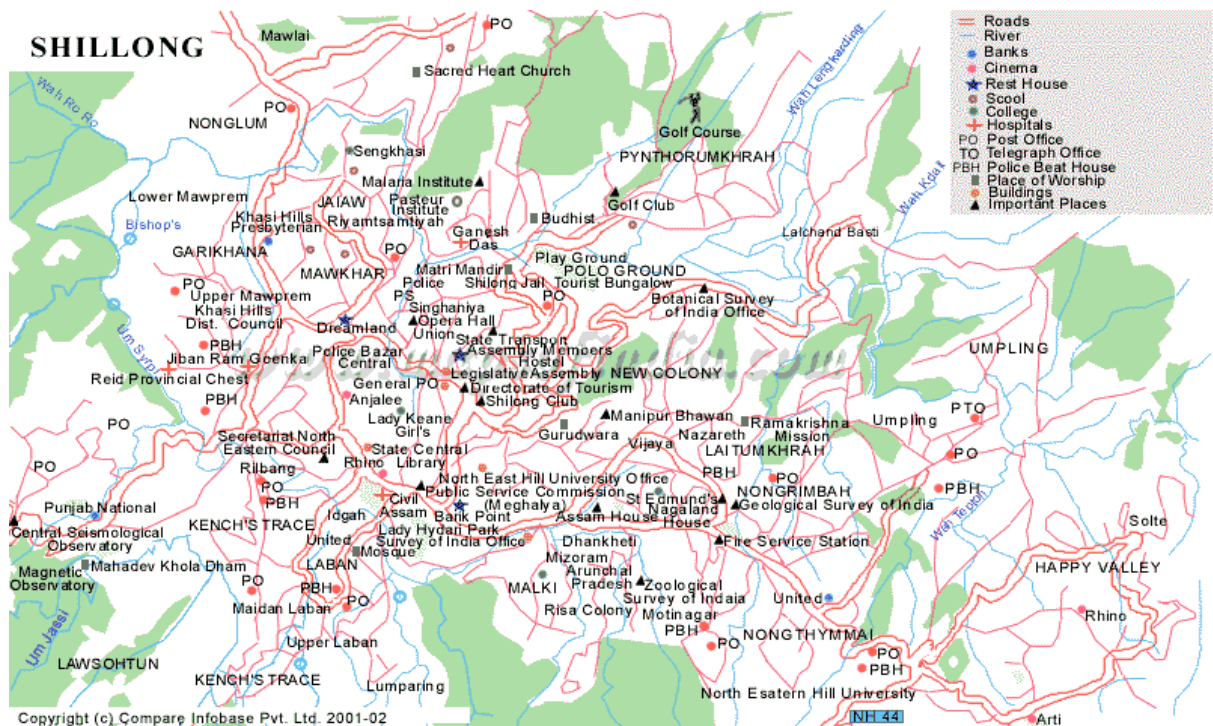 SHILLONG
Mawlai
PO
Sacred Heart Church
Wah Ro Ro
PO
NONGLUM
Sengkhasi
Golf Course
Wah Lengkarding
PYNTHORUMKHRAH
Roads
River
Banks
Cinema
Rest House
Scool
College
Hospitals
PO Post Office
TO Telegraph Office
PBH Police Beat House
Place of Worship
Buildings
Important Places
Malaria Institute
Lower Mawprem
JAIAW
Riyamtsamtiyah
Pasteur
Institute
Golf Club
Bishop's
Khasi Hills
Presbyterian
Budhist
Ganesh
Das
Lalchand Basti
GARIKHANA
PO
MAWKHAR
Play Ground
POLO GROUND
Matri Mandir
Police
PS
Shilong Jail
Tourist Bungalow
PO
PO
Upper Mawprem
Khasi Hills
Dist. Council
Singhaniya
Opera Hall
Union
Botanical Survey
of India Office
Dreamland
State Transport
PBH
Um Sypri
Jiban Ram Goenka
Police Bazar
Central
Assembly Memoers
Hostel
UMPLING
Reid Provincial Chest
General PO
Legislative Assembly
NEW COLONY
Anjalee
Directorate of Tourism
Shilong Club
PBH
Lady Keane
Girl's
Manipur Bhawan
Umpling
PTO
PO
Gurudwara
Ramakrishna
Mission
Secretariat North
Eastern Council
State Central
Library
Vijaya
Nazareth
LAITUMKHRAH
PO
Rilbang
Rhino
PBH
PO
PO
PO
North East Hill University Office
NONGRIMBAH
PBH
PBH
Civil
Public Service Commission
(Meghalya)
St Edmund's
Geological Survey of India
Punjab National
KENCH'S TRACE
Idgah
Assam
Bank Point
Assam House
Nagaland
House
Solte
Central Seismological
Observatory
United
Lady Hydari Park
Survey of India Office
Dhankheti
Fire Service Station
Mosque
Mizoram
HAPPY VALLEY
Magnetic
Observatory
Mahadev Khola Dham
LABAN
Arunchal
Pradesh
PO
PBH
MALKI
Zoological
Survey of Indaia
United
Maidan Laban
PO
Risa Colony
Motinagar
Rhino
Um Jassi
Upper Laban
PBH
NONGTHYMMAI
PO
PO
LAWSOHTUN
PBH
KENCH'S TRACE
Lumparing
North Esatern Hill University
Copyright (c) Compare Infobase Pvt. Ltd. 2001-02
NH 44
Arti